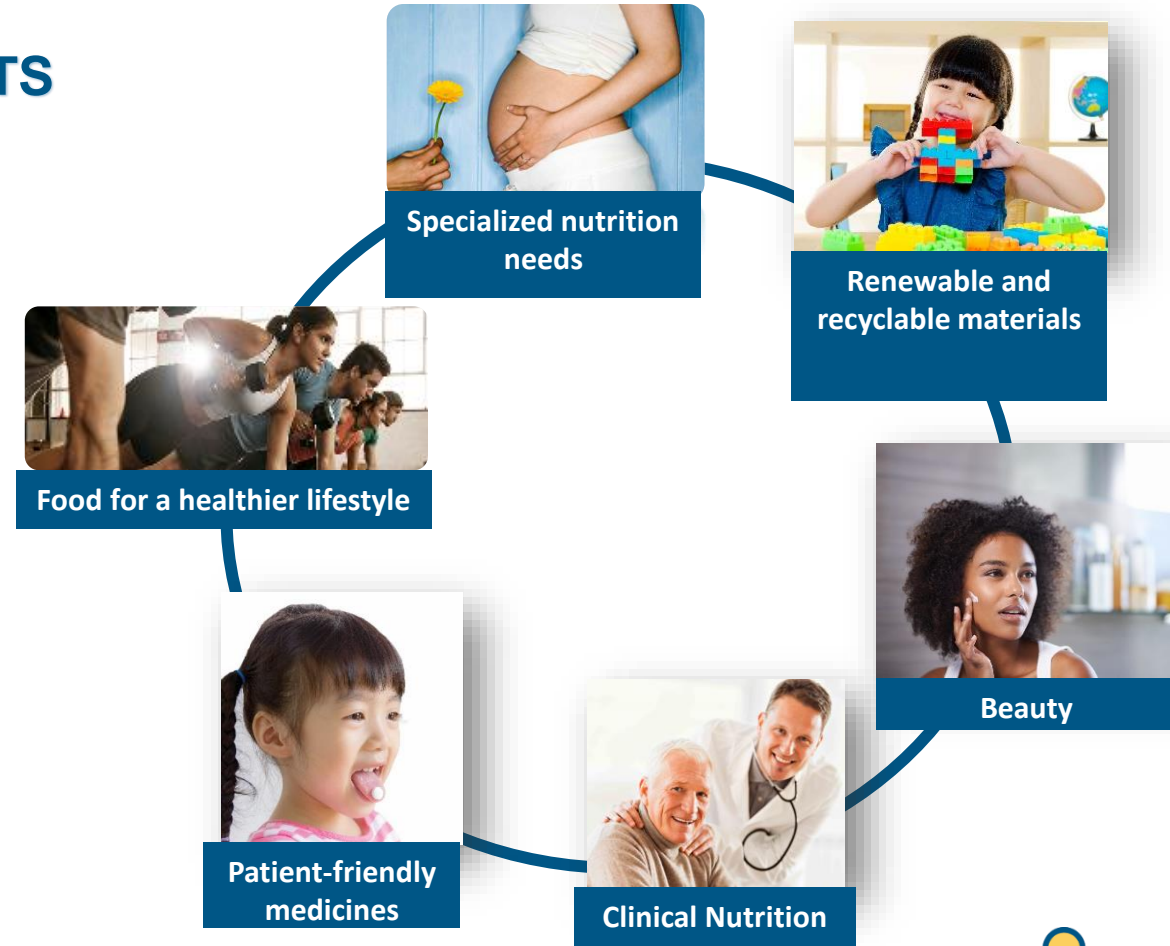 TS
Specialized nutrition
needs
Renewable and
recyclable materials
Food for a healthier lifestyle
Beauty
Patient-friendly
medicines
Clinical Nutrition